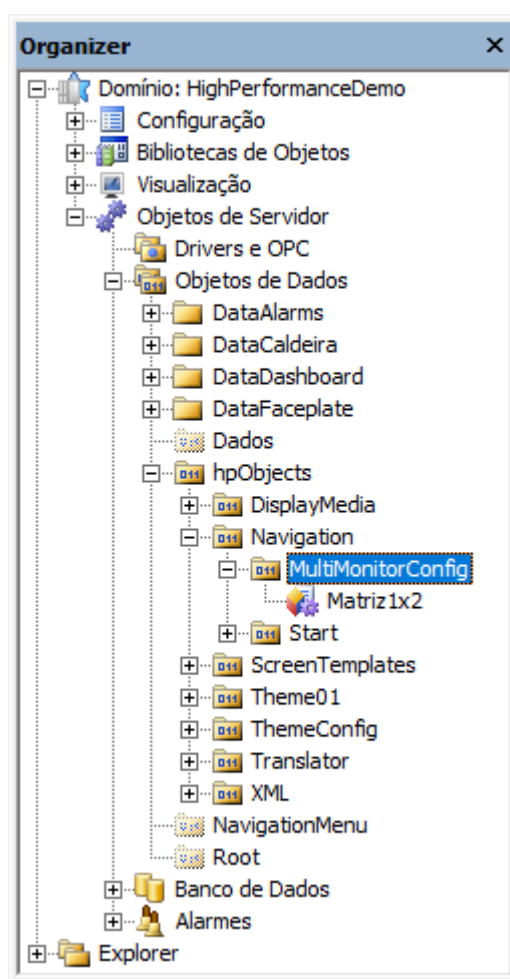 Organizer
Domínio: HighPerformanceDemo
Configuração
Bibliotecas de Objetos
Visualização
Objetos de Servidor
Drivers e OPC
Objetos de Dados
DataAlarms
DataCaldeira
DataDashboard
DataFaceplate
Dados
hpObjects
DisplayMedia
Navigation
MultiMonitorConfig
Matriz1x2
Start
ScreenTemplates
Theme01
ThemeConfig
Translator
XML
NavigationMenu
Root
Banco de Dados
Alarmes
Explorer